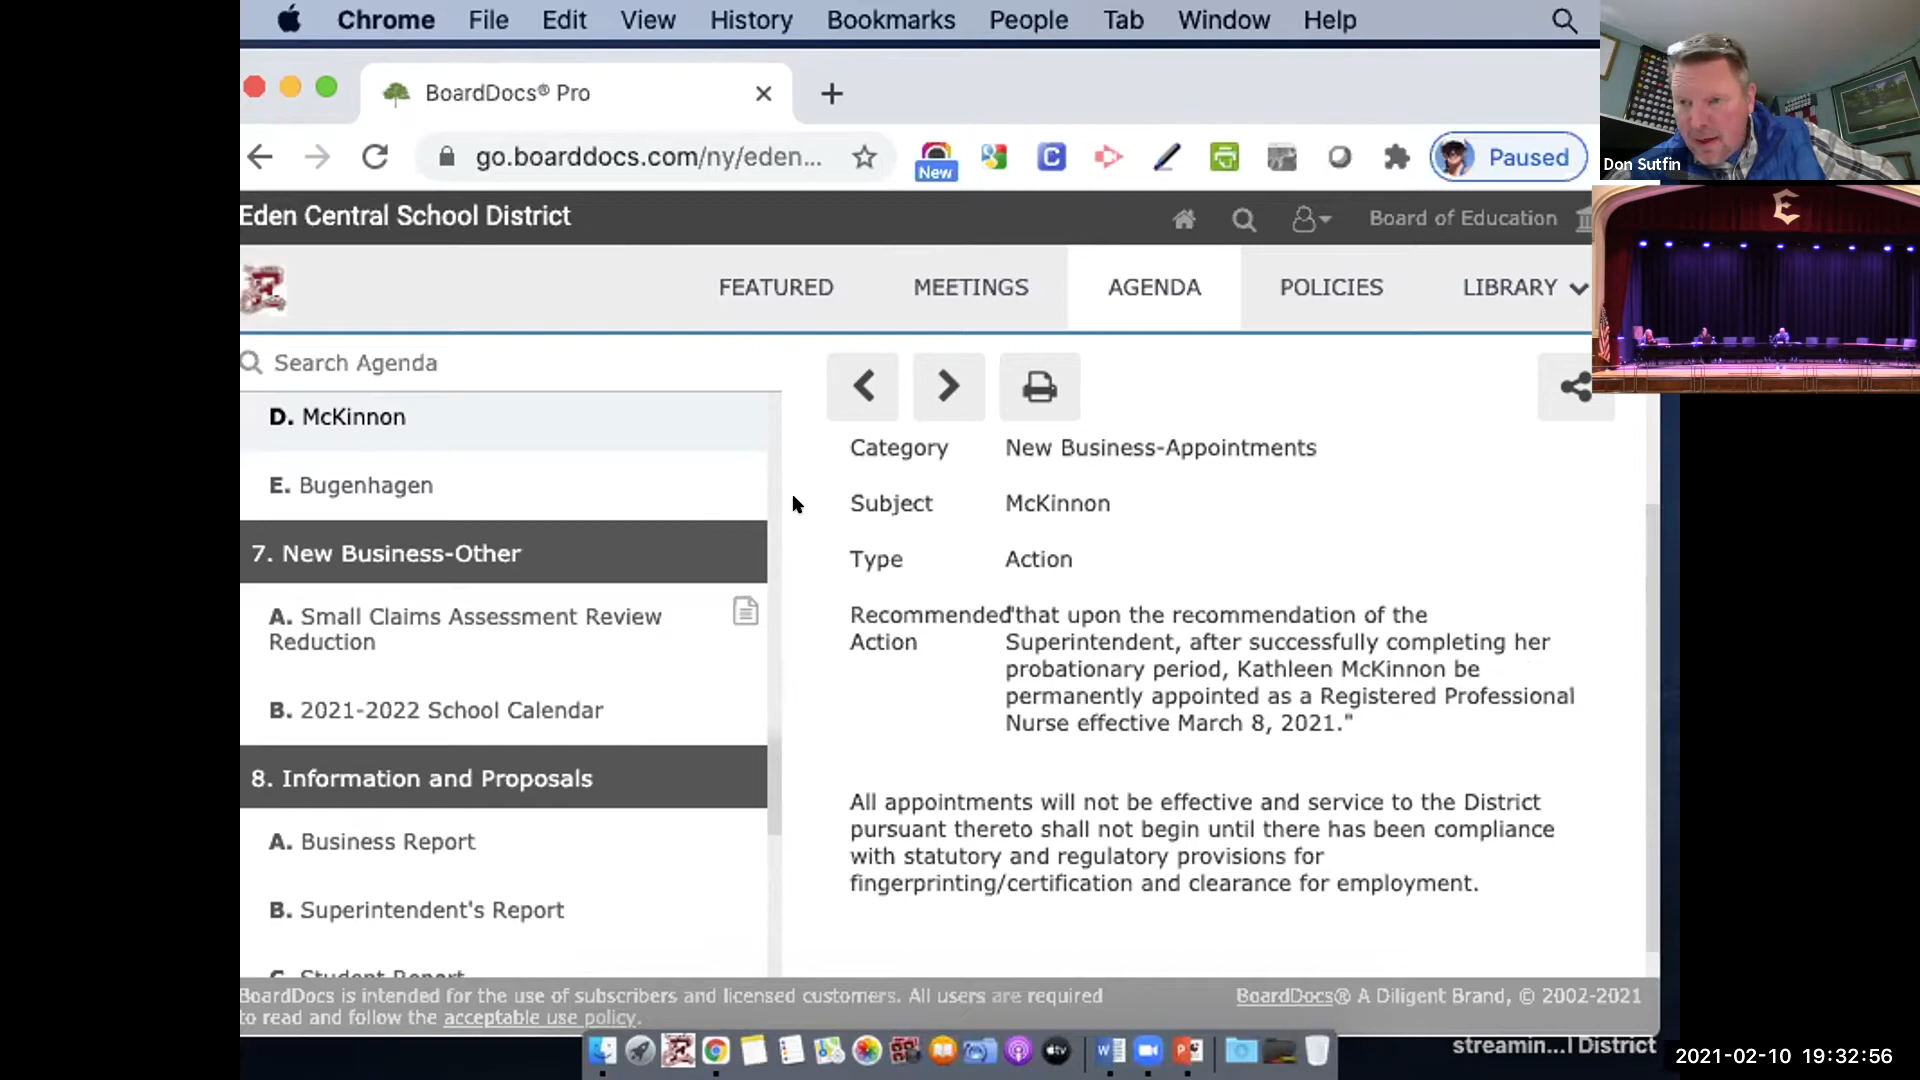 Chrome File Edit View History Bookmarks People Tab Window Help
BoardDocs® Pro
go.boarddocs.com/ny/eden...
New
Paused
Don Sutfin
E
Eden Central School District
Board of Education
FEATURED MEETINGS AGENDA POLICIES LIBRARY
Search Agenda
D. McKinnon
E. Bugenhagen
7. New Business-Other
A. Small Claims Assessment Review
Reduction
B. 2021-2022 School Calendar
8. Information and Proposals
A. Business Report
B. Superintendent's Report
C. Student Report
Category New Business-Appointments
Subject McKinnon
Type Action
Recommended "that upon the recommendation of the
Action Superintendent, after successfully completing her
probationary period, Kathleen McKinnon be
permanently appointed as a Registered Professional
Nurse effective March 8, 2021."
All appointments will not be effective and service to the District
pursuant thereto shall not begin until there has been compliance
with statutory and regulatory provisions for
fingerprinting/certification and clearance for employment.
BoardDocs is intended for the use of subscribers and licensed customers. All users are required
to read and follow the acceptable use policy.
BoardDocs® A Diligent Brand, © 2002-2021
streamin...l District
2021-02-10 19:32:56